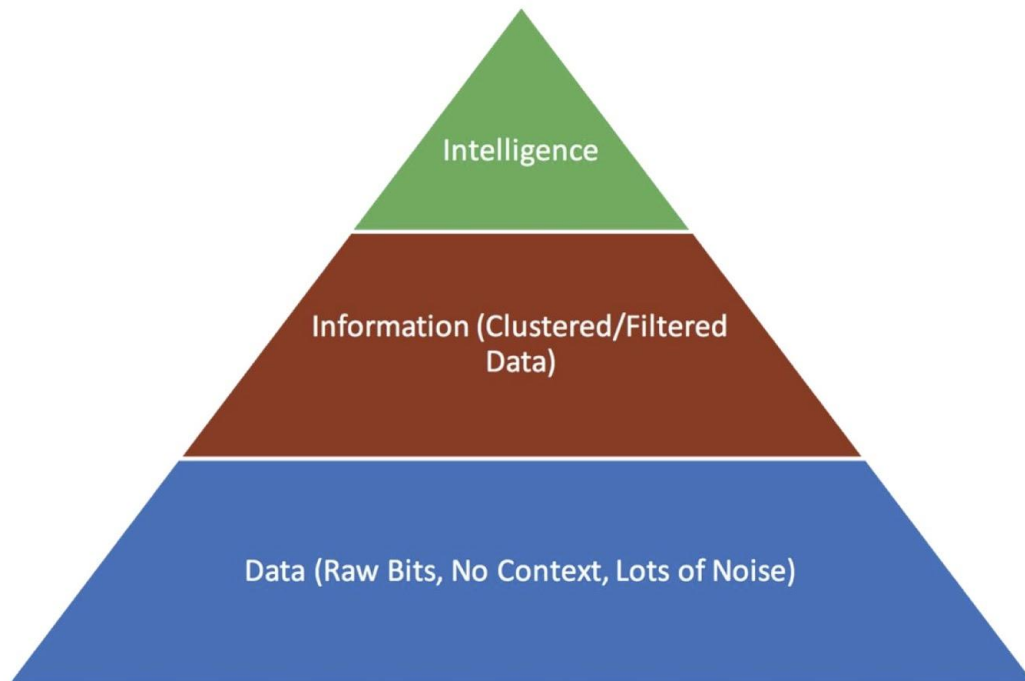 Intelligence
Information (Clustered/Filtered
Data)
Data (Raw Bits, No Context, Lots of Noise)